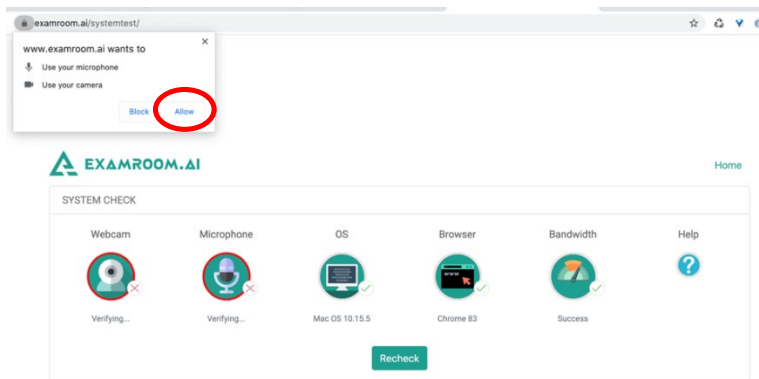 examroom.ai/systemtest/
www.examroom.ai wants to
Use your microphone
Use your camera
Block Allow
EXAMROOM.AI
Home
SYSTEM CHECK
Webcam Microphone OS Browser Bandwidth Help
www
?
Verifying... Verifying... Mac OS 10.15.5 Chrome 83 Success
Recheck